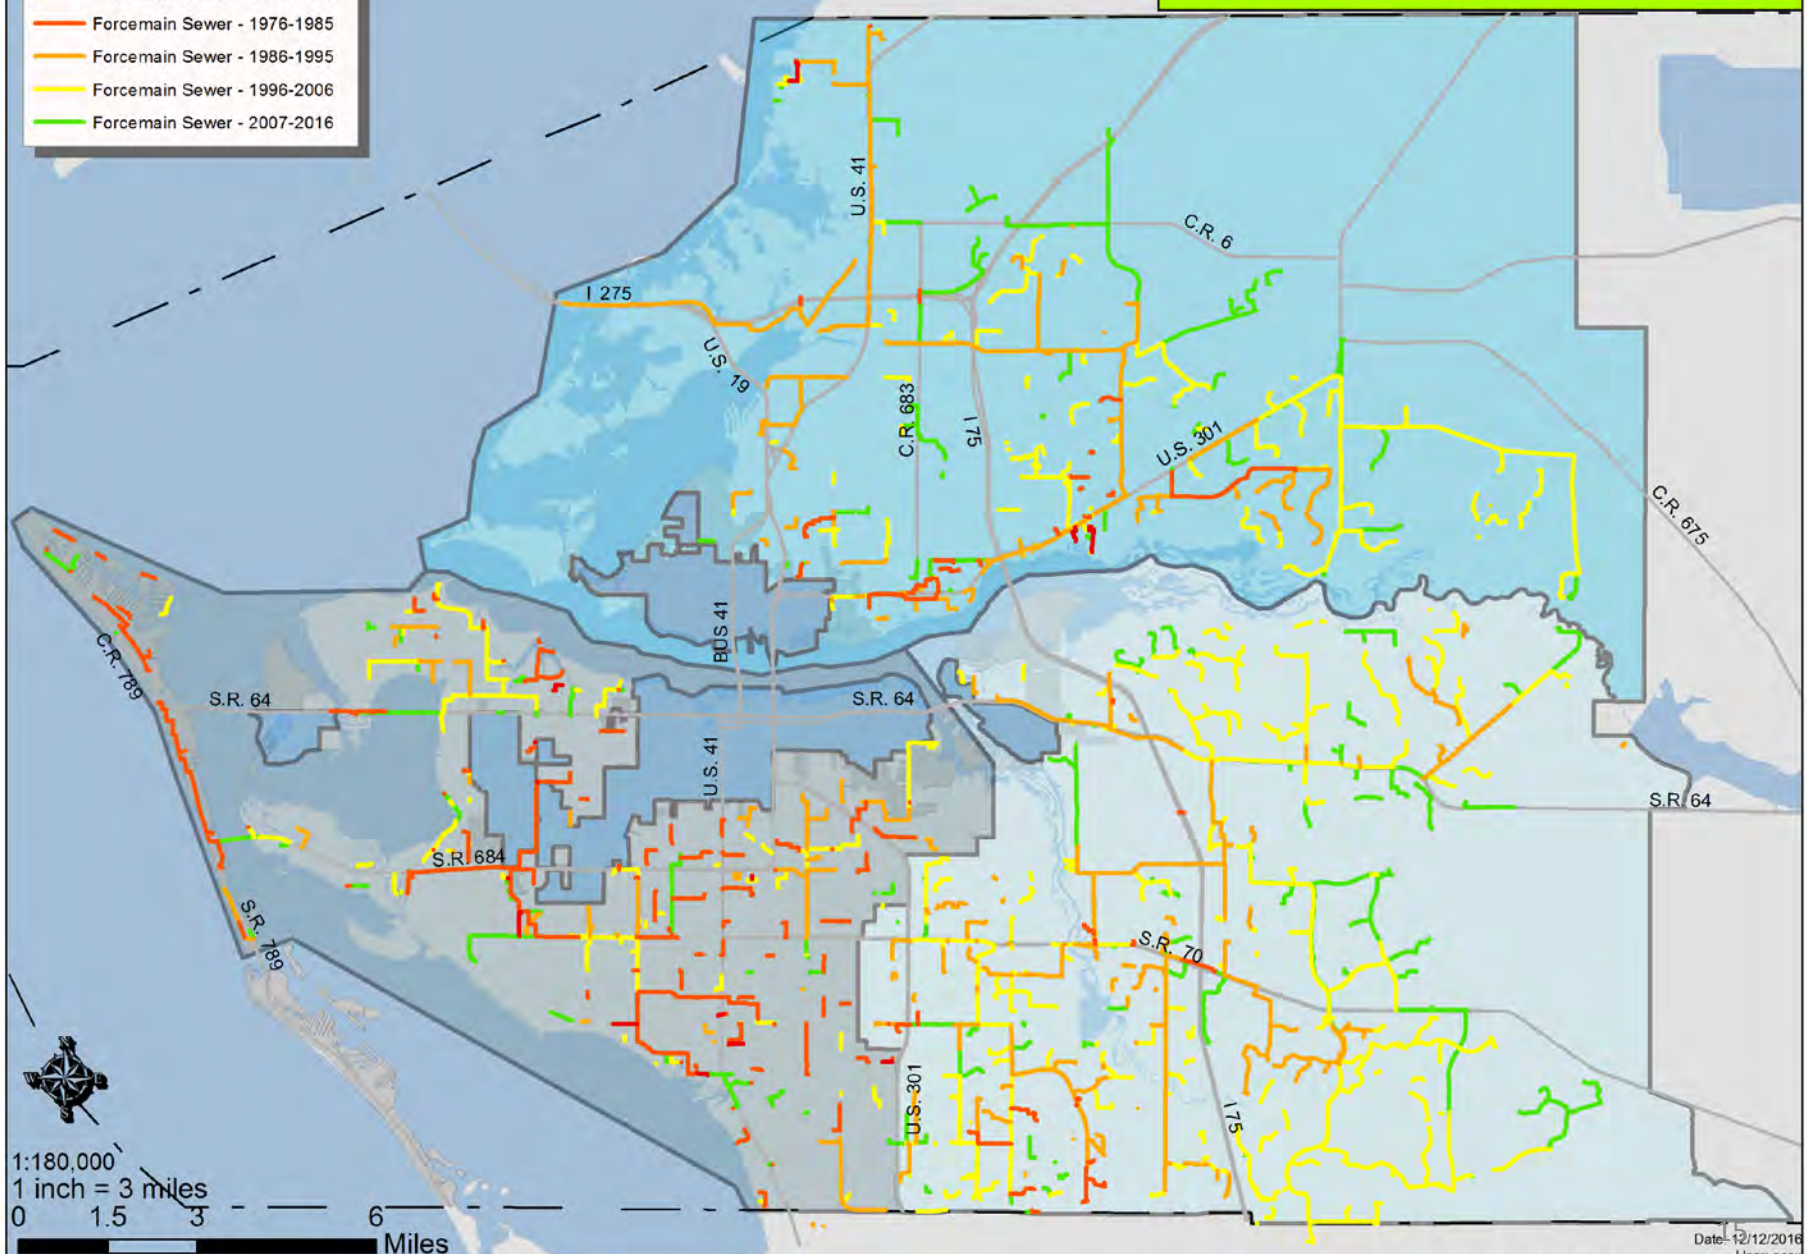 Forcemain Sewer - 1976-1985
Forcemain Sewer - 1986-1995
Forcemain Sewer - 1996-2006
Forcemain Sewer - 2007-2016
U.S. 41
C.R. 6
I 275
U.S. 19
C.R. 683
I 75
U.S. 301
C.R. 675
BUS 41
C.R. 789
S.R. 64
S.R. 64
U.S. 41
S.R. 64
S.R. 684
S.R. 789
S.R. 70
U.S. 301
I 75
S
1:180,000
1 inch = 3 miles
0 1.5 3 6
Miles
15
Date: 12/12/2016